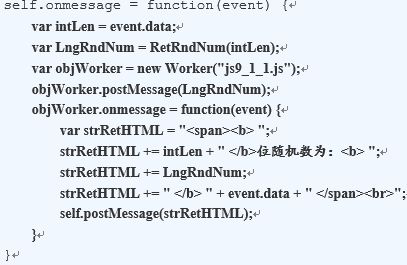 self.onmessage = function(event) {
var intLen = event.data;
var LngRndNum = RetRndNum(intLen);
var objWorker = new Worker("js9_1_1.js");
objWorker.postMessage(LngRndNum);
objWorker.onmessage = function(event) {
var strRetHTML = "<span><b> ";
strRetHTML += intLen + " </b>位随机数为：<b> ";
strRetHTML += LngRndNum;
strRetHTML += " </b> " + event.data + " </span><br>";
self.postMessage(strRetHTML);
}
}